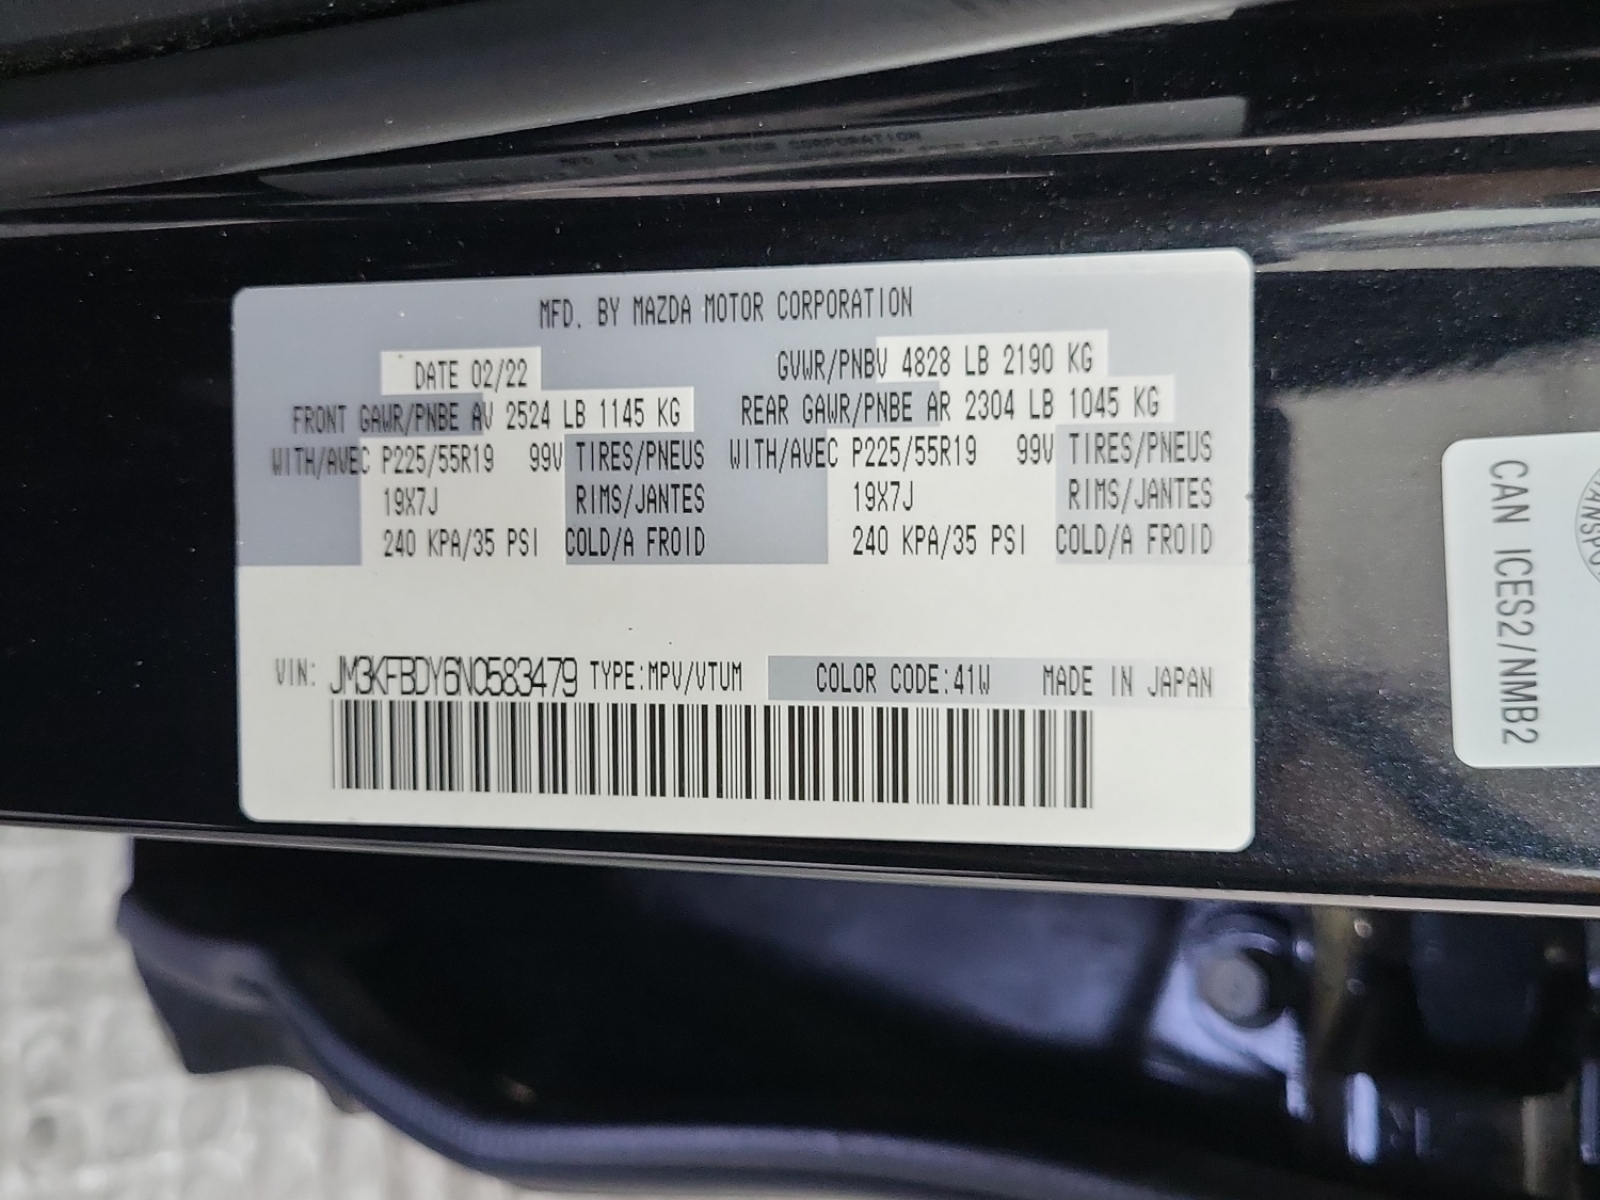 MFD. BY MAZDA MOTOR CORPORATION
DATE 02/22
GVWR/PNBV 4828 LB 2190 KG
FRONT GAWR/PNBE AV 2524 LB 1145 KG
REAR GAWR/PNBE AR 2304 LB 1045 KG
WITH/AVEC P225/55R19 99V TIRES/PNEUS
WITH/AVEC P225/55R19 99V TIRES/PNEUS
19X7J RIMS/JANTES
19X7J RIMS/JANTES
240 KPA/35 PSI COLD/A FROID
240 KPA/35 PSI COLD/A FROID
VIN: JM3KFBDY6N0583479 TYPE:MPV/VTUM COLOR CODE:41W MADE IN JAPAN
CAN ICES2/NMB2